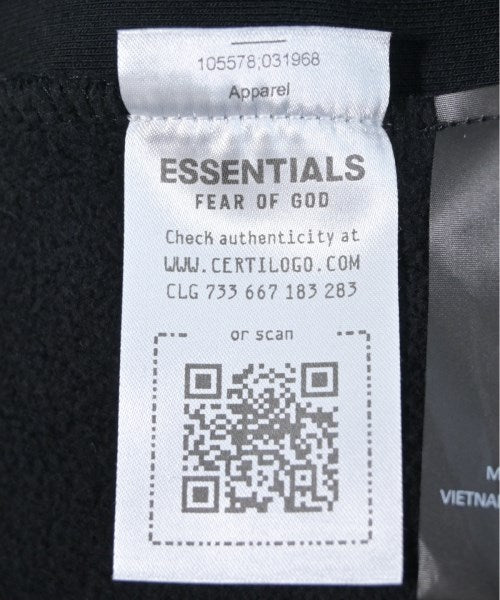 105578;031968
Apparel
ESSENTIALS
FEAR OF GOD
Check authenticity at
WWW.CERTILOGO.COM
CLG 733 667 183 283
or scan
M
VIETNA